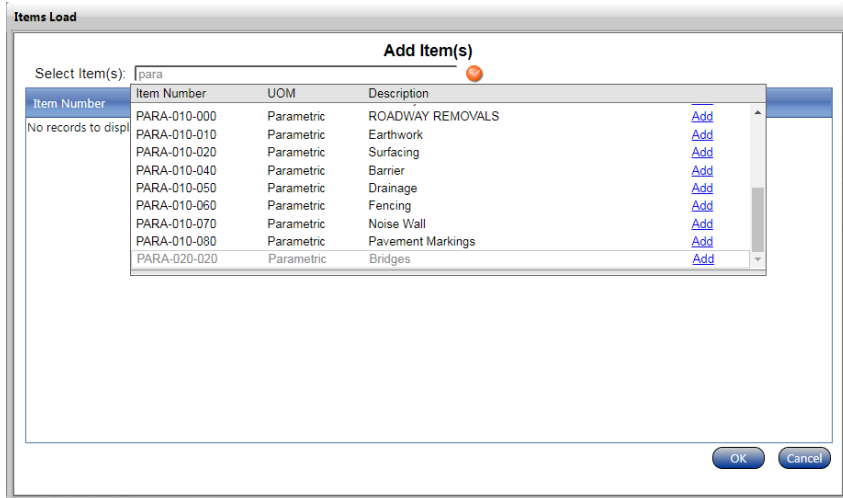 Items Load
Add Item(s)
Select Item(s): para
Item Number UOM Description
Item Number
PARA-010-000 Parametric ROADWAY REMOVALS Add
No records to displ
PARA-010-010 Parametric Earthwork Add
PARA-010-020 Parametric Surfacing Add
PARA-010-040 Parametric Barrier Add
PARA-010-050 Parametric Drainage Add
PARA-010-060 Parametric Fencing Add
PARA-010-070 Parametric Noise Wall Add
PARA-010-080 Parametric Pavement Markings Add
PARA-020-020 Parametric Bridges Add
OK Cancel